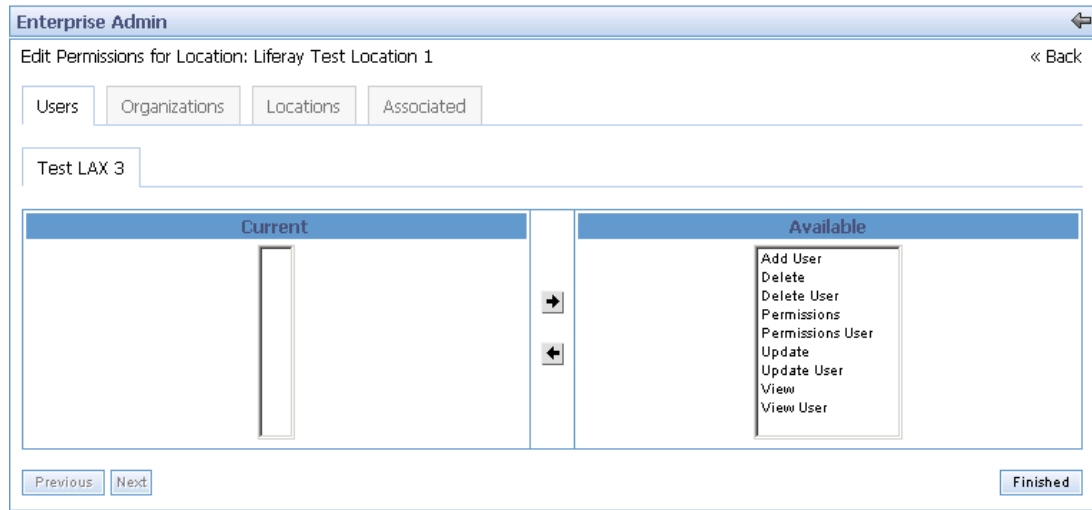 Enterprise Admin
Edit Permissions for Location: Liferay Test Location 1 « Back
Users Organizations Locations Associated
Test LAX 3
Current Available
Add User
Delete
Delete User
Permissions
Permissions User
Update
Update User
View
View User
Previous Next Finished